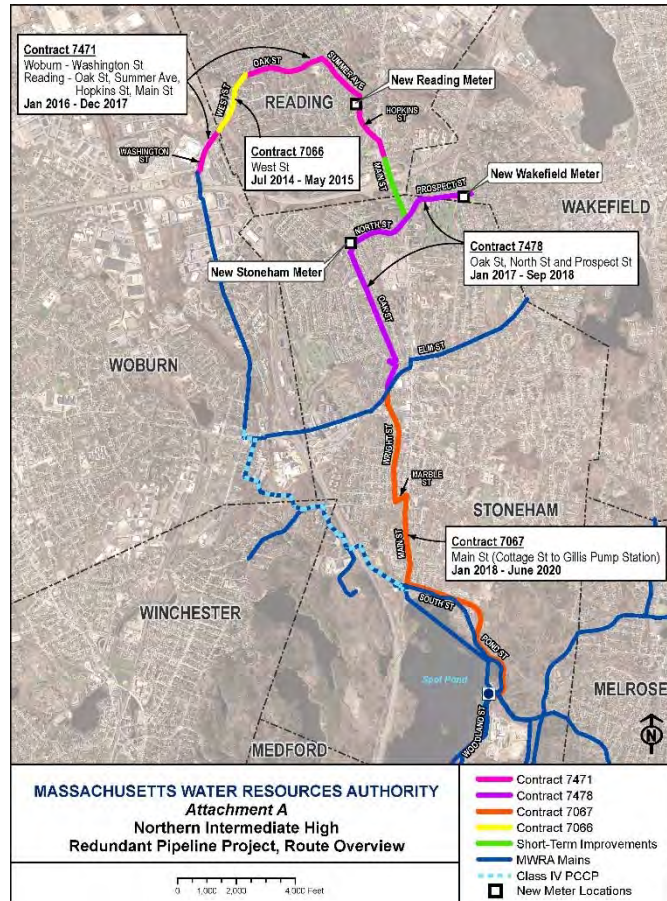 Contract 7471
Woburn - Washington St
Reading - Oak St, Summer Ave,
Hopkins St, Main St
Jan 2016 - Dec 2017
OAK ST
SUMMER AVE
New Reading Meter
READING
WEST ST
HOPKINS
ST
WASHINGTON
ST
Contract 7066
West St
Jul 2014 - May 2015
MAIN ST
PROSPECT ST
New Wakefield Meter
WAKEFIELD
NORTH ST
New Stoneham Meter
Contract 7478
Oak St, North St and Prospect St
Jan 2017 - Sep 2018
OAK ST
WOBURN
ELM ST
WRIGHT ST
MARBLE
ST
STONEHAM
MAIN ST
Contract 7067
Main St (Cottage St to Gillis Pump Station)
Jan 2018 - June 2020
WINCHESTER
SOUTH ST
POND ST
Spot Pond
MELROSE
WOODLAND ST
MEDFORD
N
MASSACHUSETTS WATER RESOURCES AUTHORITY
Attachment A
Northern Intermediate High
Redundant Pipeline Project, Route Overview
0 1,000 2,000 4,000 Feet
Contract 7471
Contract 7478
Contract 7067
Contract 7066
Short-Term Improvements
MWRA Mains
Class IV PCCP
New Meter Locations